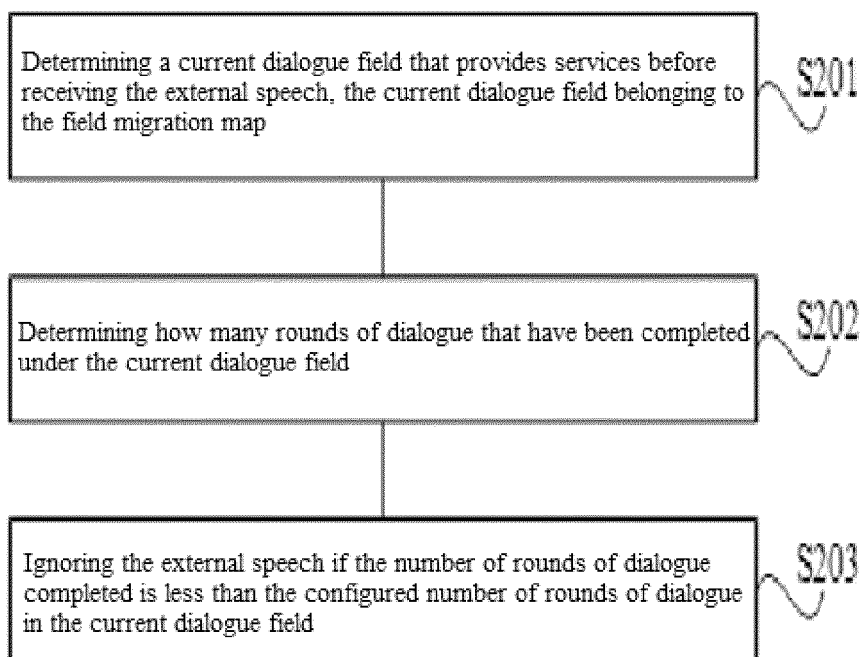 Determining a current dialogue field that provides services before
receiving the external speech, the current dialogue field belonging to
the field migration map
S201
Determining how many rounds of dialogue that have been completed
under the current dialogue field
S202
Ignoring the external speech if the number of rounds of dialogue
completed is less than the configured number of rounds of dialogue
in the current dialogue field
S203